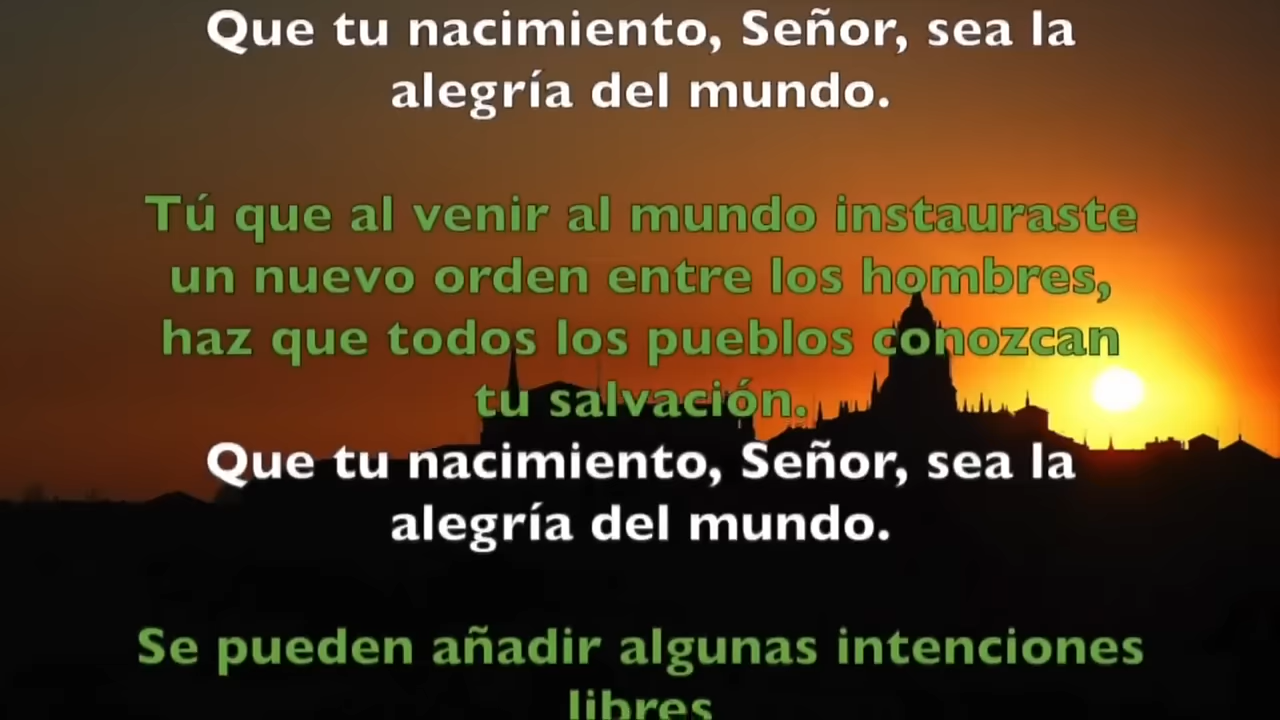 Que tu nacimiento, Señor, sea la
alegría del mundo.
Tú que al venir al mundo instauraste
un nuevo orden entre los hombres,
haz que todos los pueblos conozcan
tu salvación.
Que tu nacimiento, Señor, sea la
alegría del mundo.
Se pueden añadir algunas intenciones
libres